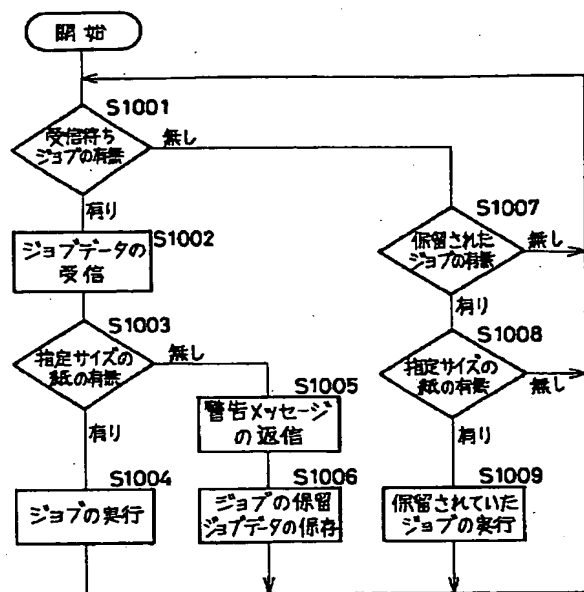 開始
S1001
受信待ち
ジョブの有無
無し
有り
S1002
ジョブデータの
受信
S1003
指定サイズの
紙の有無
無し
有り
S1004
ジョブの実行
S1005
警告メッセージ
の返信
S1006
ジョブの保留
ジョブデータの保存
S1007
保留された
ジョブの有無
無し
有り
S1008
指定サイズの
紙の有無
無し
有り
S1009
保留されていた
ジョブの実行